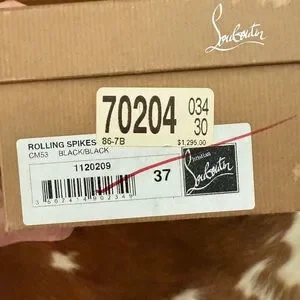 Louboutin
70204 034
30
ROLLING SPIKES 86-7B $1,295.00
CM53 BLACK/BLACK
1120209
37
Christian
Louboutin